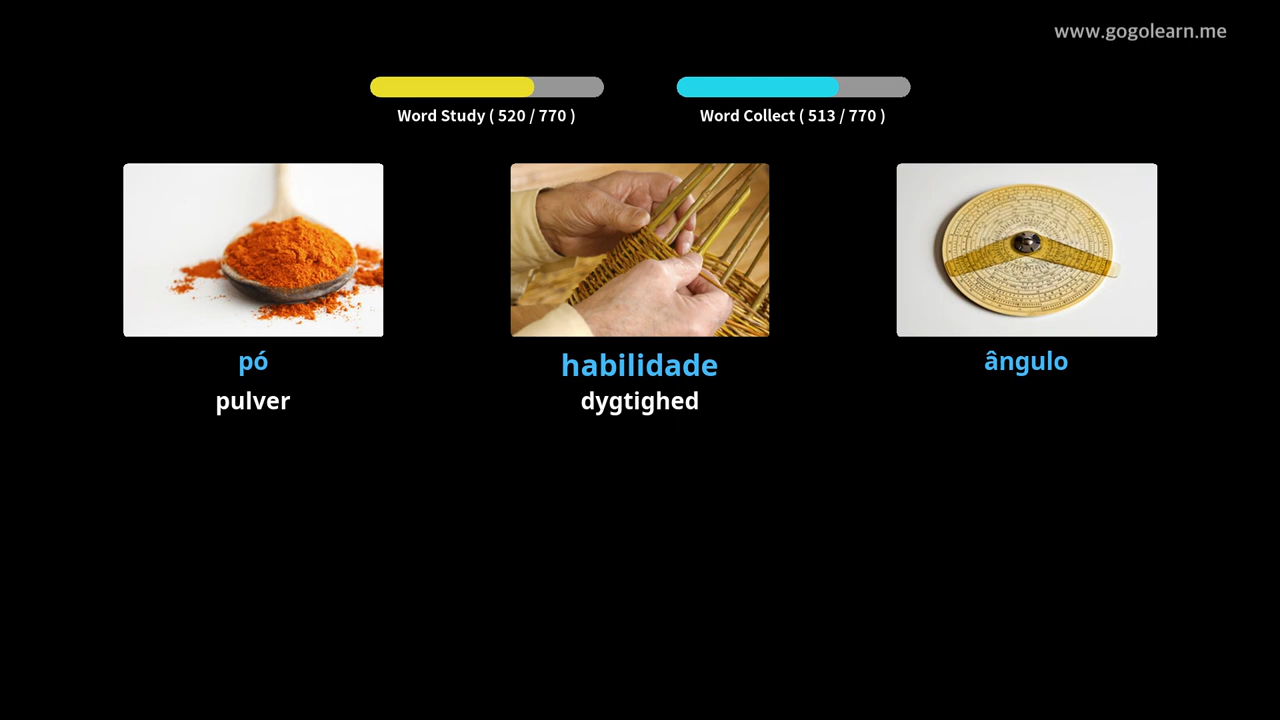 www.gogolearn.me
Word Study ( 520 / 770 )
Word Collect ( 513 / 770 )
pó
habilidade
ângulo
pulver
dygtighed